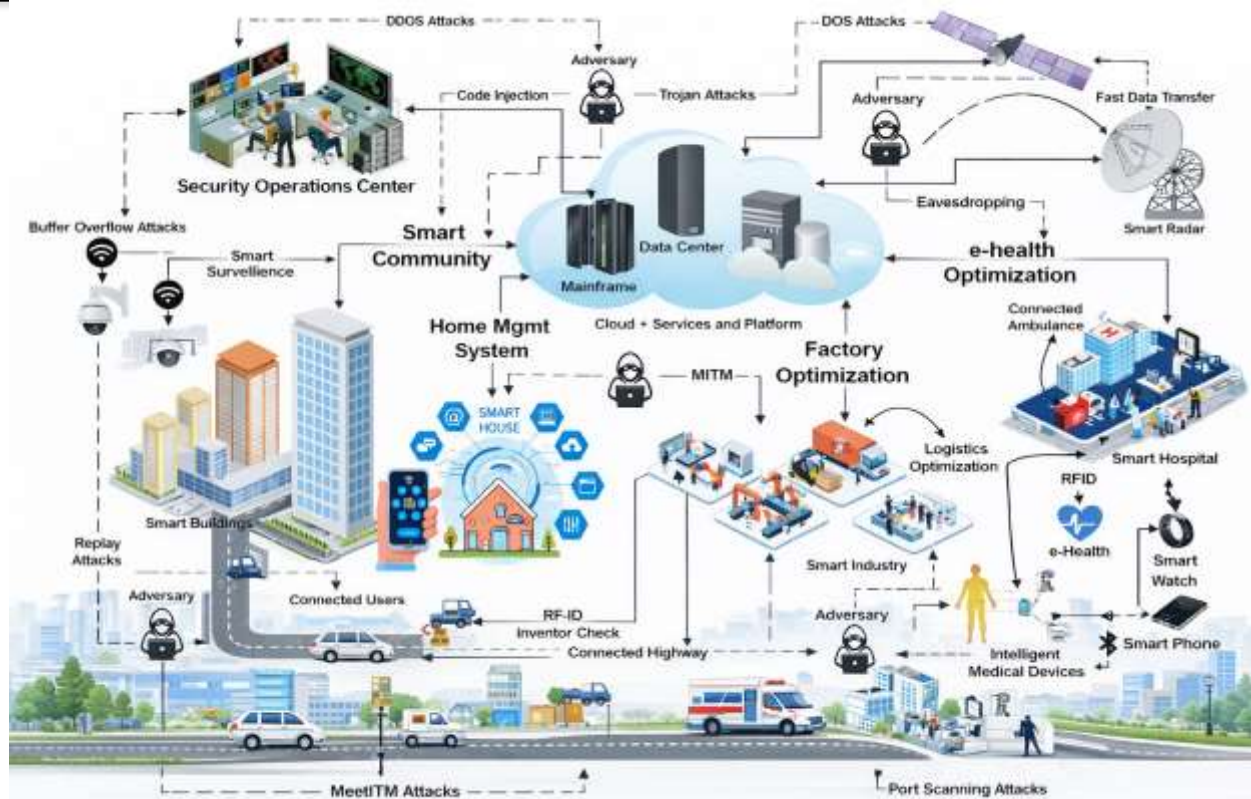 DDOS Attacks
DOS Attacks
Adversary
Code Injection
Trojan Attacks
Adversary
Fast Data Transfer
Security Operations Center
Eavesdropping
Buffer Overflow Attacks
Smart Radar
Smart
Survellience
Smart
Community
Data Center
e-health
Optimization
Mainframe
Connected
Ambulance
Home Mgmt
System
Cloud + Services and Platform
Factory
Optimization
MITM
H
SMART
HOUSE
Logistics
Optimization
Smart Hospital
RFID
Smart Buildings
e-Health
Replay
Attacks
Smart
Watch
Smart Industry
Connected Users
Adversary
RF-ID
Inventor Check
Adversary
Smart Phone
Connected Highway
Intelligent
Medical Devices
MeetITM Attacks
Port Scanning Attacks